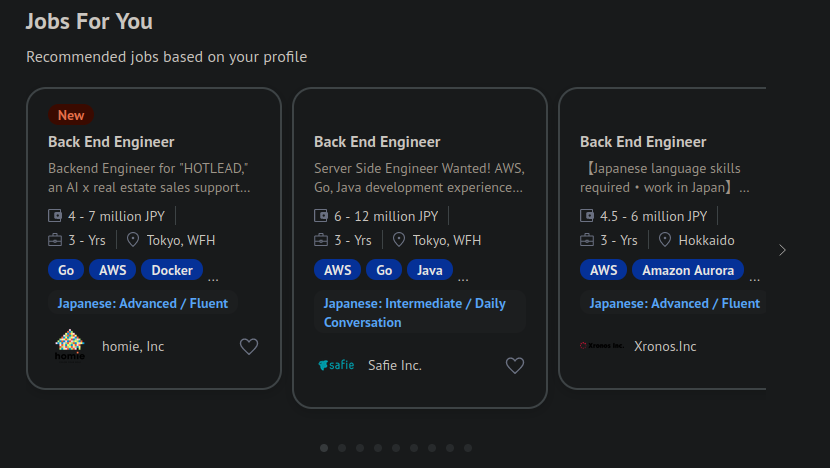 Jobs For You
Recommended jobs based on your profile
New
Back End Engineer
Backend Engineer for "HOTLEAD,"
an AI x real estate sales support...
4 - 7 million JPY
3 - Yrs
Tokyo, WFH
Go
AWS
Docker
...
Japanese: Advanced / Fluent
homie
homie, Inc
Back End Engineer
Server Side Engineer Wanted! AWS,
Go, Java development experience...
6 - 12 million JPY
3 - Yrs
Tokyo, WFH
AWS
Go
Java
...
Japanese: Intermediate / Daily
Conversation
safie
Safie Inc.
Back End Engineer
【Japanese language skills
required・work in Japan】...
4.5 - 6 million JPY
3 - Yrs
Hokkaido
AWS
Amazon Aurora
...
Japanese: Advanced / Fluent
Xronos Inc.
Xronos.Inc